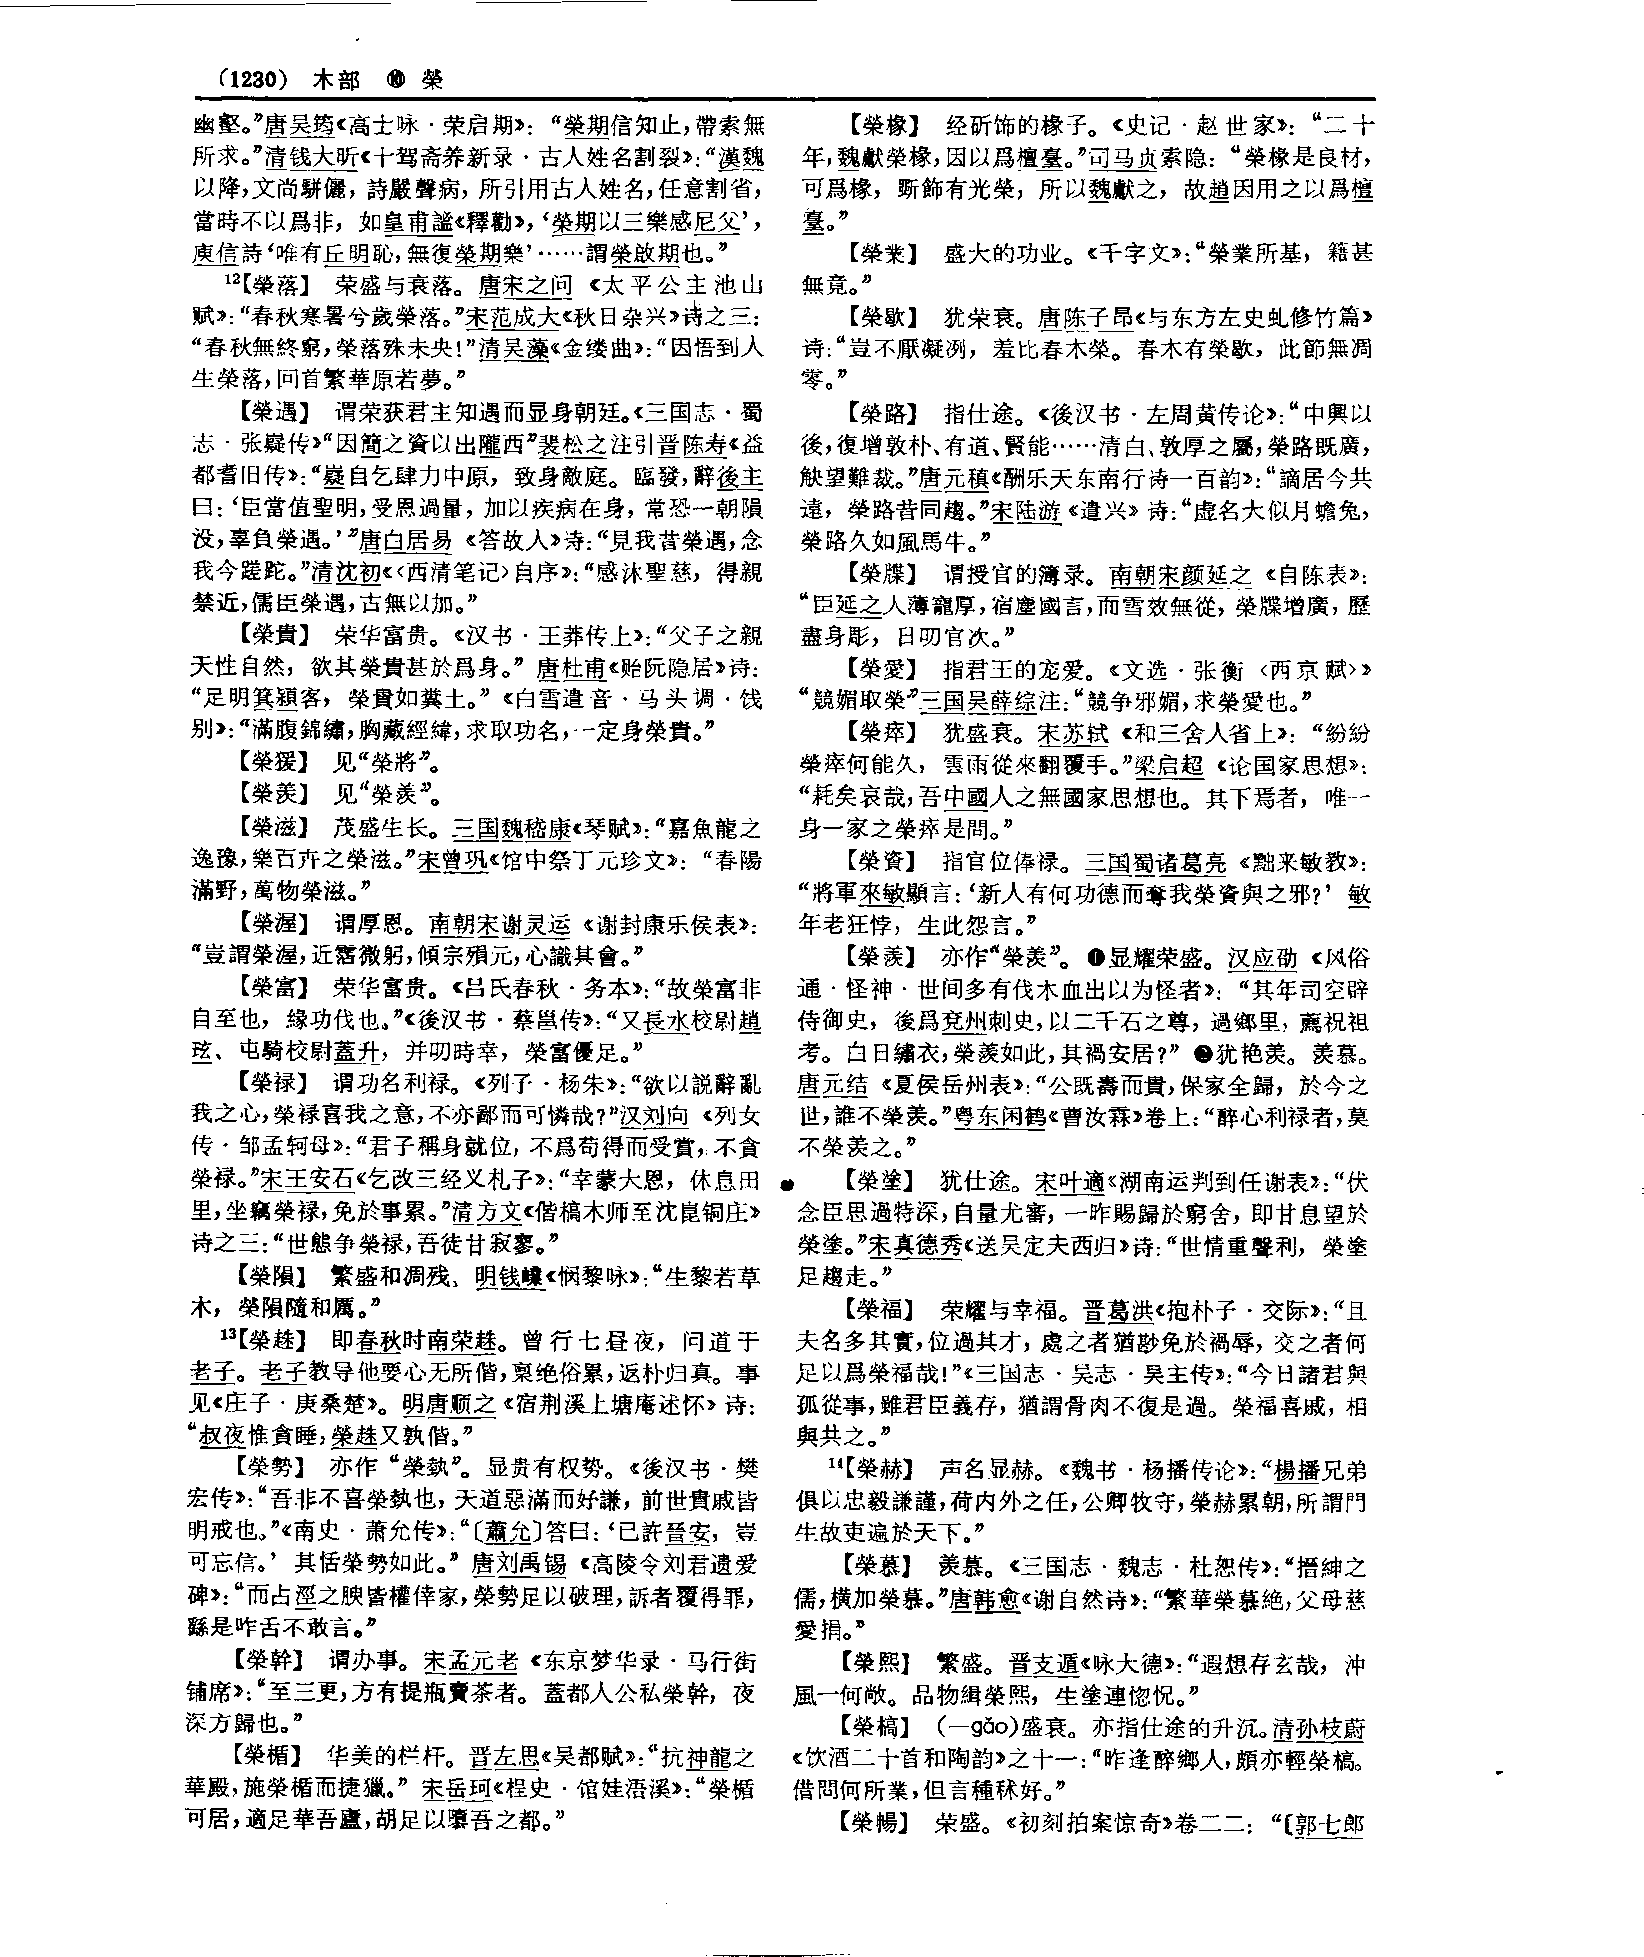 （1230） 木部 ❿ 榮
幽壑。”唐吴筠《高士咏·荣启期》：“榮期信知止，帶索無
所求。”清钱大昕《十驾斋养新录·古人姓名割裂》：“漢魏
以降，文尚駢儷，詩嚴聲病，所引用古人姓名，任意割省，
當時不以爲非，如皇甫謐《釋勸》，‘榮期以三樂感尼父’，
庾信詩‘唯有丘明恥，無復榮期樂’……謂榮啟期也。”
12【榮落】 荣盛与衰落。唐宋之问《太平公主池山
赋》：“春秋寒暑兮歲榮落。”宋范成大《秋日杂兴》诗之三：
“春秋無終窮，榮落殊未央！”清吴藻《金缕曲》：“因悟到人
生榮落，回首繁華原若夢。”
【榮遇】 谓荣获君主知遇而显身朝廷。《三国志·蜀
志·张嶷传》“因簡之資以出隴西”裴松之注引晋陈寿《益
都耆旧传》：“嶷自乞肆力中原，致身敵庭。臨發，辭後主
曰：‘臣當值聖明，受恩過量，加以疾病在身，常恐一朝隕
没，辜負榮遇。’”唐白居易《答故人》诗：“見我昔榮遇，念
我今蹉跎。”清沈初《〈西清笔记〉自序》：“感沐聖慈，得親
禁近，儒臣榮遇，古無以加。”
【榮貴】 荣华富贵。《汉书·王莽传上》：“父子之親
天性自然，欲其榮貴甚於爲身。”唐杜甫《贻阮隐居》诗：
“足明箕潁客，榮貴如糞土。”《白雪遗音·马头调·饯
别》：“滿腹錦繡，胸藏經緯，求取功名，一定身榮貴。”
【榮猨】 见“榮將”。
【榮羡】 见“榮羨”。
【榮滋】 茂盛生长。三国魏嵇康《琴赋》：“嘉魚龍之
逸豫，樂百卉之榮滋。”宋曾巩《馆中祭丁元珍文》：“春陽
滿野，萬物榮滋。”
【榮渥】 谓厚恩。南朝宋谢灵运《谢封康乐侯表》：
“豈謂榮渥，近霑微躬，傾宗殞元，心識其會。”
【榮富】 荣华富贵。《吕氏春秋·务本》：“故榮富非
自至也，緣功伐也。”《後汉书·蔡邕传》：“又長水校尉趙
玹、屯騎校尉蓋升，并叨時幸，榮富優足。”
【榮禄】 谓功名利禄。《列子·杨朱》：“欲以説辭亂
我之心，榮禄喜我之意，不亦鄙而可憐哉？”汉刘向《列女
传·邹孟轲母》：“君子稱身就位，不爲苟得而受賞，不貪
榮禄。”宋王安石《乞改三经义札子》：“幸蒙大恩，休息田
里，坐竊榮禄，免於事累。”清方文《偕槁木师至沈崑铜庄》
诗之三：“世態争榮禄，吾徒甘寂寥。”
【榮隕】 繁盛和凋残。明钱嶫《悯黎咏》：“生黎若草
木，榮隕隨和厲。”
13【榮趎】 即春秋时南荣趎。曾行七昼夜，问道于
老子。老子教导他要心无所偕，禀绝俗累，返朴归真。事
见《庄子·庚桑楚》。明唐顺之《宿荆溪上塘庵述怀》诗：
“叔夜惟貪睡，榮趎又孰偕。”
【榮勢】 亦作“榮埶”。显贵有权势。《後汉书·樊
宏传》：“吾非不喜榮埶也，天道惡滿而好謙，前世貴戚皆
明戒也。”《南史·萧允传》：“〔蕭允〕答曰：‘已許晉安，豈
可忘信。’其恬榮勢如此。”唐刘禹锡《高陵令刘君遗爱
碑》：“而占涇之腴皆權倖家，榮勢足以破理，訴者覆得罪，
繇是咋舌不敢言。”
【榮幹】 谓办事。宋孟元老《东京梦华录·马行街
铺席》：“至三更，方有提瓶賣茶者。蓋都人公私榮幹，夜
深方歸也。”
【榮楯】 华美的栏杆。晋左思《吴都赋》：“抗神龍之
華殿，施榮楯而捷獵。”宋岳珂《桯史·馆娃浯溪》：“榮楯
可居，適足華吾廬，胡足以隳吾之都。”
【榮椽】 经斫饰的椽子。《史记·赵世家》：“二十
年，魏獻榮椽，因以爲檀臺。”司马贞索隐：“榮椽是良材，
可爲椽，斲飾有光榮，所以魏獻之，故趙因用之以爲檀
臺。”
【榮業】 盛大的功业。《千字文》：“榮業所基，籍甚
無竟。”
【榮歇】 犹荣衰。唐陈子昂《与东方左史虬修竹篇》
诗：“豈不厭凝冽，羞比春木榮。春木有榮歇，此節無凋
零。”
【榮路】 指仕途。《後汉书·左周黄传论》：“中興以
後，復增敦朴、有道、賢能……清白、敦厚之屬，榮路既廣，
觖望難裁。”唐元稹《酬乐天东南行诗一百韵》：“謫居今共
遠，榮路昔同趨。”宋陆游《遣兴》诗：“虚名大似月蟾兔，
榮路久如風馬牛。”
【榮牒】 谓授官的簿录。南朝宋颜延之《自陈表》：
“臣延之人薄寵厚，宿塵國言，而雪效無從，榮牒增廣，歷
盡身彫，日叨官次。”
【榮愛】 指君王的宠爱。《文选·张衡〈西京赋〉》
“競媚取榮”三国吴薛综注：“競争邪媚，求榮愛也。”
【榮瘁】 犹盛衰。宋苏轼《和三舍人省上》：“紛紛
榮瘁何能久，雲雨從來翻覆手。”梁启超《论国家思想》：
“耗矣哀哉，吾中國人之無國家思想也。其下焉者，唯一
身一家之榮瘁是問。”
【榮資】 指官位俸禄。三国蜀诸葛亮《黜来敏教》：
“將軍來敏顯言：‘新人有何功德而奪我榮資與之邪？’敏
年老狂悖，生此怨言。”
【榮羨】 亦作“榮羡”。❶显耀荣盛。汉应劭《风俗
通·怪神·世间多有伐木血出以为怪者》：“其年司空辟
侍御史，後爲兗州刺史，以二千石之尊，過鄉里，薦祝祖
考。白日繡衣，榮羨如此，其禍安居？”❷犹艳羡。羡慕。
唐元结《夏侯岳州表》：“公既壽而貴，保家全歸，於今之
世，誰不榮羨。”粤东闲鹤《曹汝霖》卷上：“醉心利禄者，莫
不榮羨之。”
【榮塗】 犹仕途。宋叶適《湖南运判到任谢表》：“伏
念臣思過特深，自量尤審，一昨賜歸於窮舍，即甘息望於
榮塗。”宋真德秀《送吴定夫西归》诗：“世情重聲利，榮塗
足趨走。”
【榮福】 荣耀与幸福。晋葛洪《抱朴子·交际》：“且
夫名多其實，位過其才，處之者猶尠免於禍辱，交之者何
足以爲榮福哉！”《三国志·吴志·吴主传》：“今日諸君與
孤從事，雖君臣義存，猶謂骨肉不復是過。榮福喜戚，相
與共之。”
14【榮赫】 声名显赫。《魏书·杨播传论》：“楊播兄弟
俱以忠毅謙謹，荷内外之任，公卿牧守，榮赫累朝，所謂門
生故吏遍於天下。”
【榮慕】 羡慕。《三国志·魏志·杜恕传》：“搢紳之
儒，横加榮慕。”唐韩愈《谢自然诗》：“繁華榮慕絶，父母慈
愛捐。”
【榮熙】 繁盛。晋支遁《咏大德》：“遐想存玄哉，沖
風一何敞。品物緝榮熙，生塗連惚怳。”
【榮槁】 （—gǎo）盛衰。亦指仕途的升沉。清孙枝蔚
《饮酒二十首和陶韵》之十一：“昨逢醉鄉人，頗亦輕榮槁。
借問何所業，但言種秫好。”
【榮暢】 荣盛。《初刻拍案惊奇》卷二二：“〔郭七郎